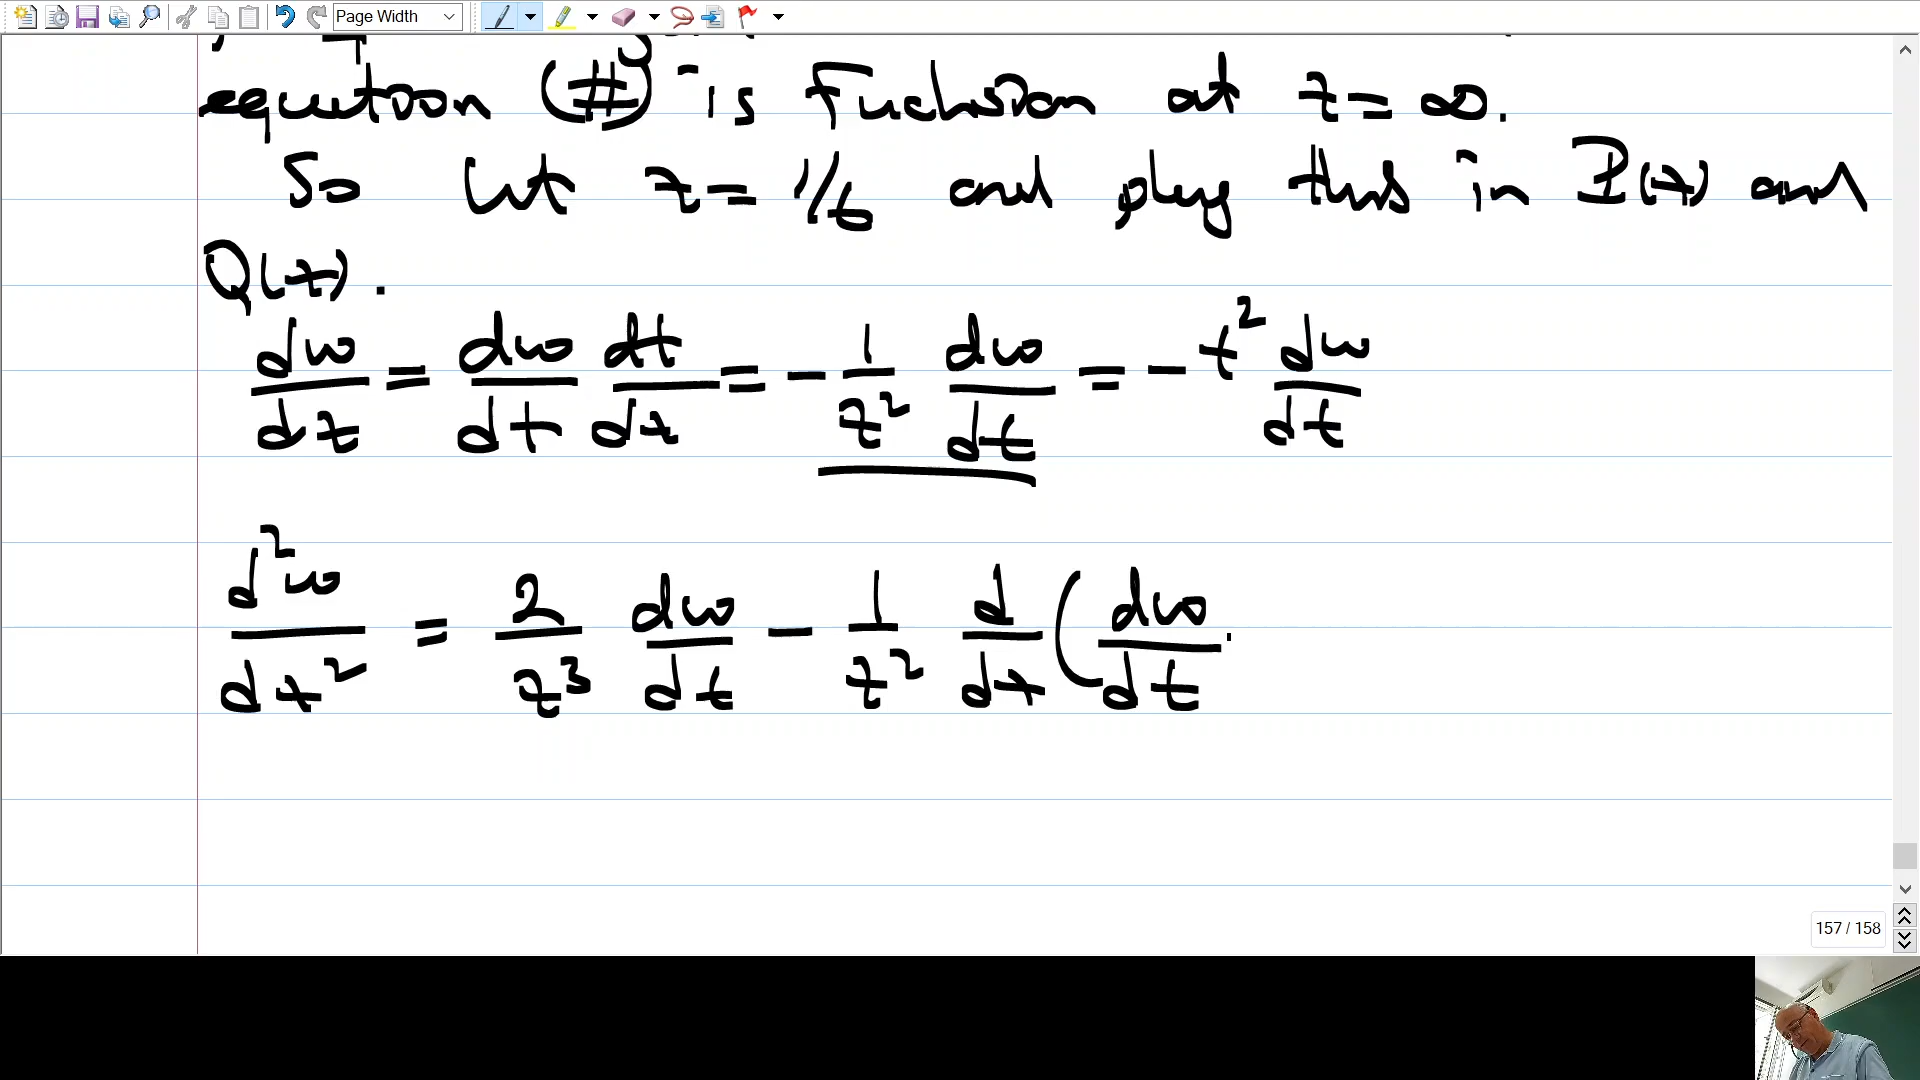 Page Width
equation (#) is Fuchsian at z = ∞.
So let z = 1/t and plug this in P(z) and
Q(z).
dw/dz = dw/dt dt/dz = - 1/z² dw/dt = - t² dw/dt
d²w/dz² = 2/z³ dw/dt - 1/z² d/dz (dw/dt
157 / 158